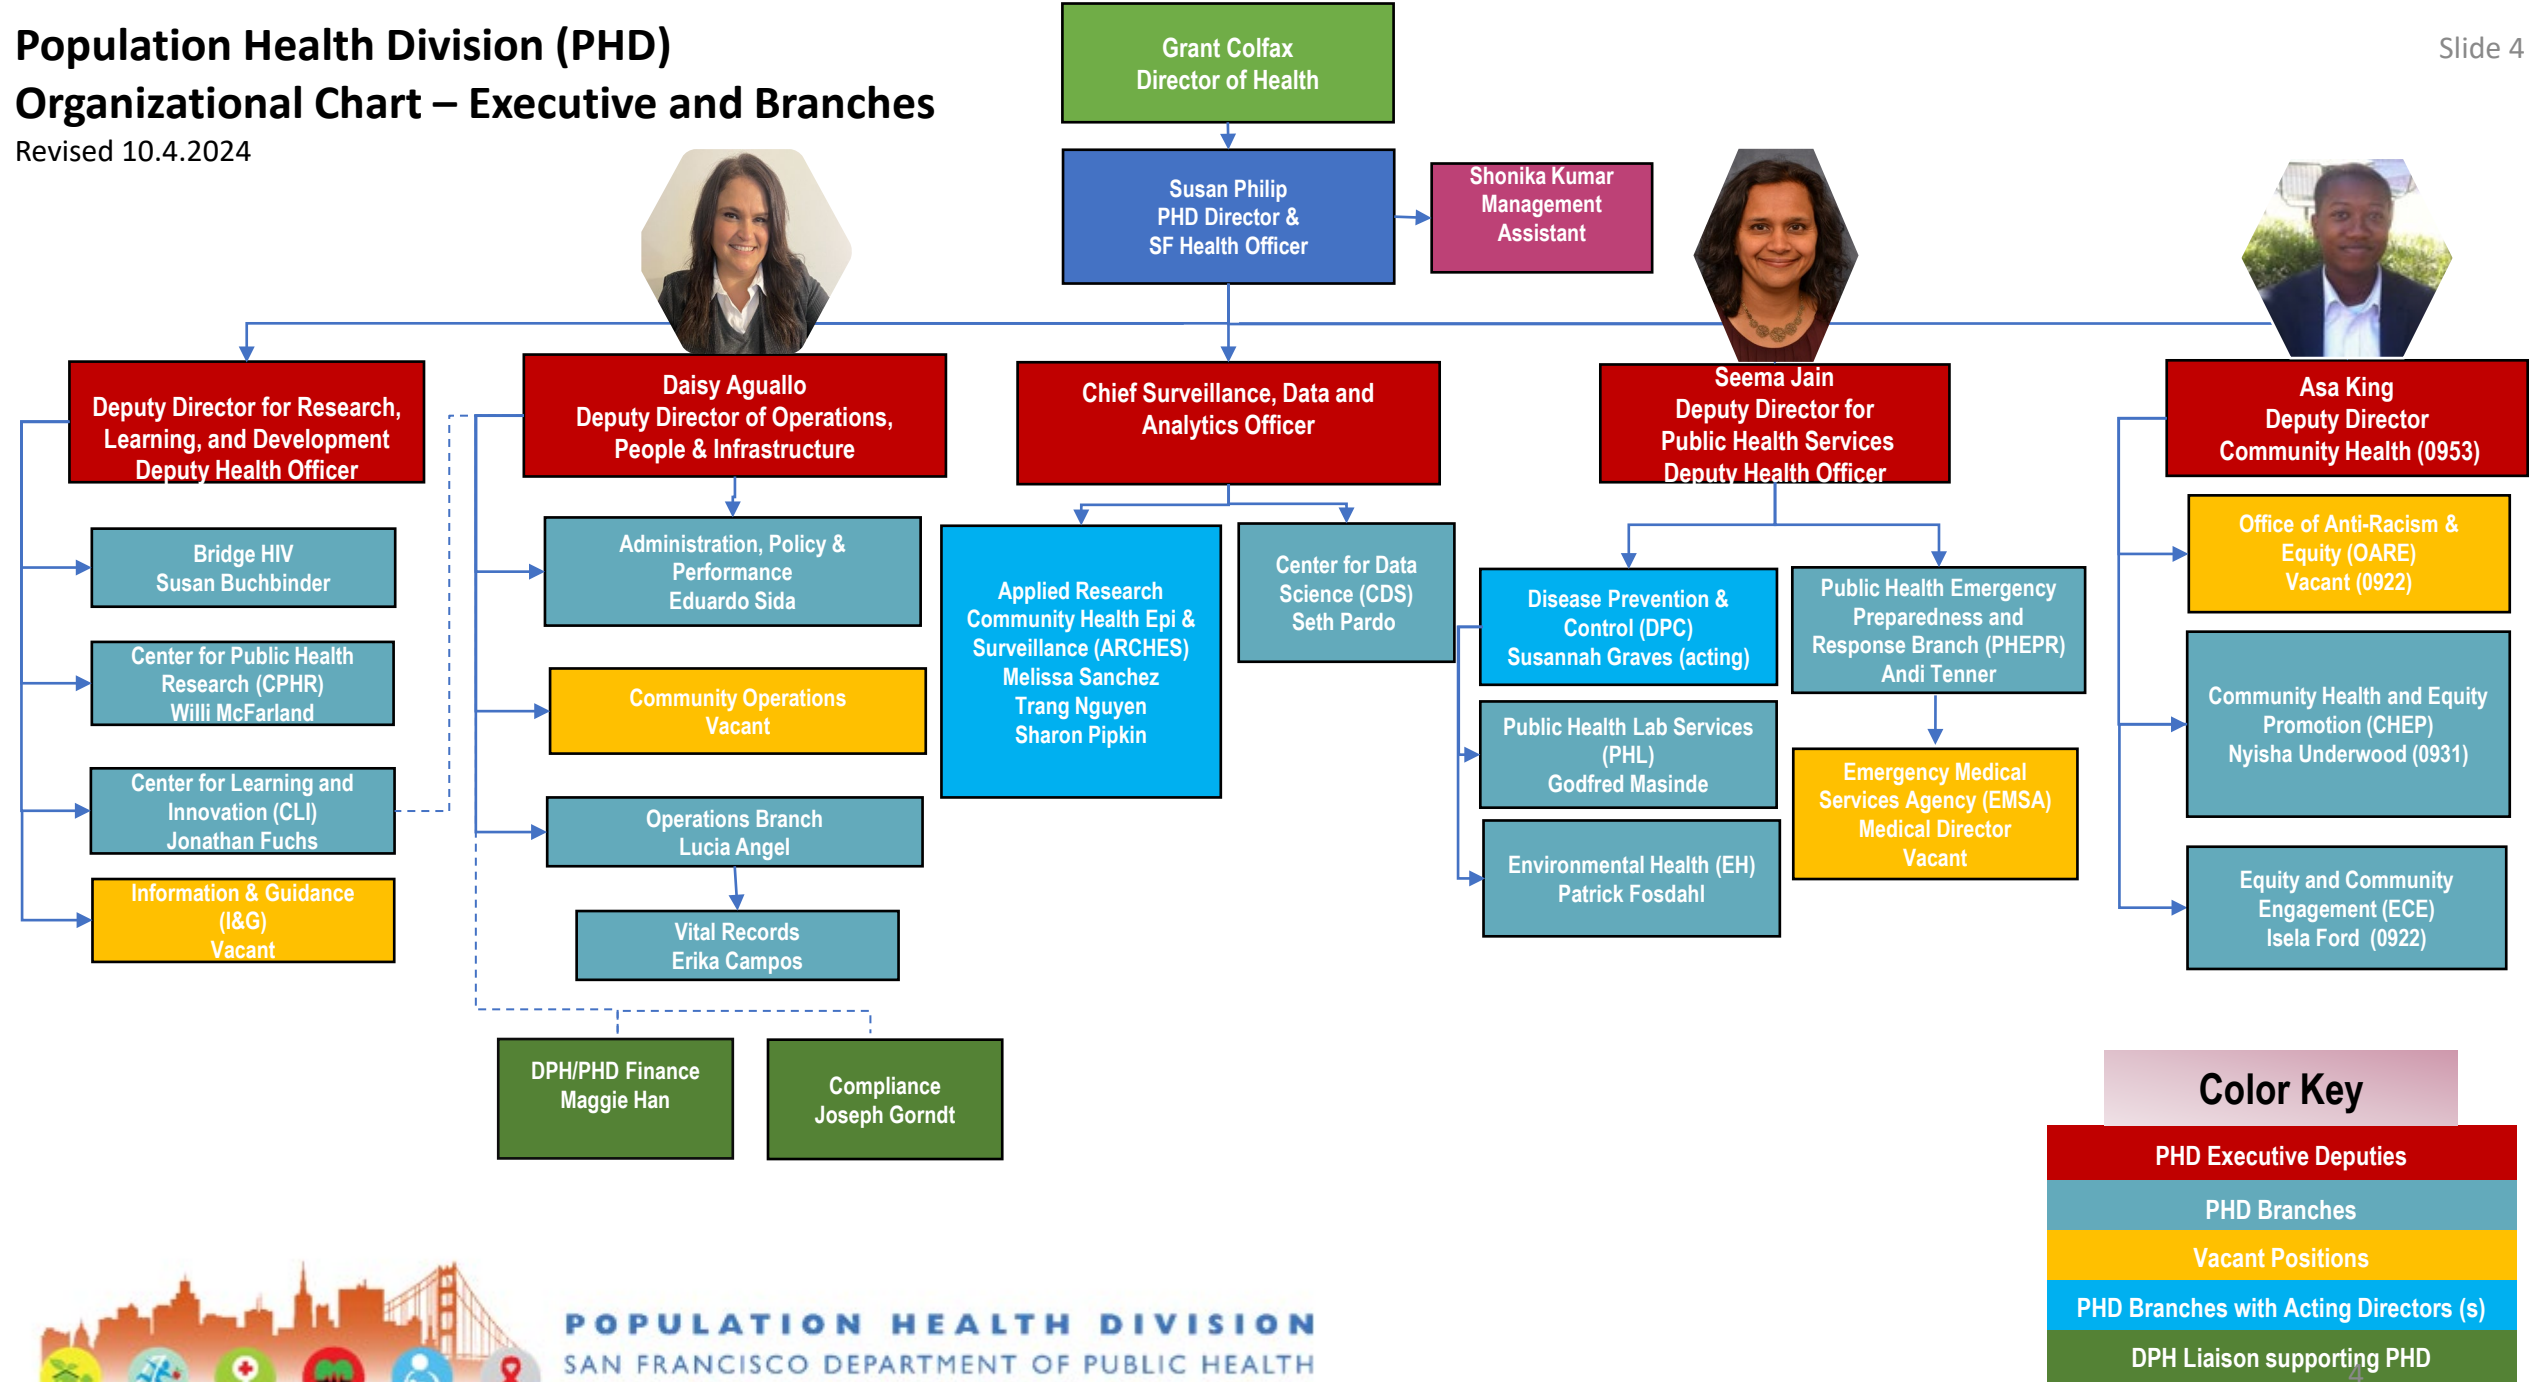 Population Health Division (PHD)
Organizational Chart – Executive and Branches
Revised 10.4.2024
Slide 4
Grant Colfax
Director of Health
Susan Philip
PHD Director &
SF Health Officer
Shonika Kumar
Management
Assistant
Deputy Director for Research,
Learning, and Development
Deputy Health Officer
Bridge HIV
Susan Buchbinder
Center for Public Health
Research (CPHR)
Willi McFarland
Center for Learning and
Innovation (CLI)
Jonathan Fuchs
Information & Guidance
(I&G)
Vacant
Daisy Aguallo
Deputy Director of Operations,
People & Infrastructure
Administration, Policy &
Performance
Eduardo Sida
Community Operations
Vacant
Operations Branch
Lucia Angel
Vital Records
Erika Campos
DPH/PHD Finance
Maggie Han
Compliance
Joseph Gorndt
Chief Surveillance, Data and
Analytics Officer
Applied Research
Community Health Epi &
Surveillance (ARCHES)
Melissa Sanchez
Trang Nguyen
Sharon Pipkin
Center for Data
Science (CDS)
Seth Pardo
Seema Jain
Deputy Director for
Public Health Services
Deputy Health Officer
Disease Prevention &
Control (DPC)
Susannah Graves (acting)
Public Health Lab Services
(PHL)
Godfred Masinde
Environmental Health (EH)
Patrick Fosdahl
Public Health Emergency
Preparedness and
Response Branch (PHEPR)
Andi Tenner
Emergency Medical
Services Agency (EMSA)
Medical Director
Vacant
Asa King
Deputy Director
Community Health (0953)
Office of Anti-Racism &
Equity (OARE)
Vacant (0922)
Community Health and Equity
Promotion (CHEP)
Nyisha Underwood (0931)
Equity and Community
Engagement (ECE)
Isela Ford (0922)
Color Key
PHD Executive Deputies
PHD Branches
Vacant Positions
PHD Branches with Acting Directors (s)
DPH Liaison supporting PHD
4
POPULATION HEALTH DIVISION
SAN FRANCISCO DEPARTMENT OF PUBLIC HEALTH